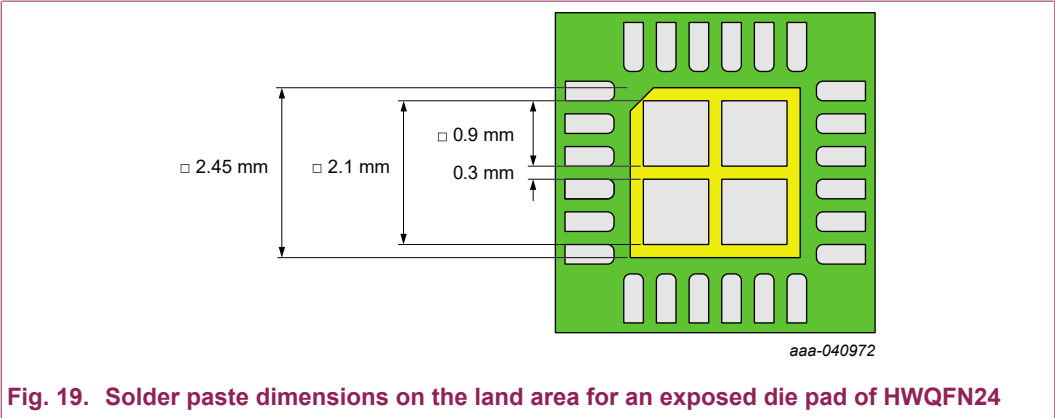 □ 0.9 mm
□ 2.45 mm
□ 2.1 mm
0.3 mm
aaa-040972
Fig. 19. Solder paste dimensions on the land area for an exposed die pad of HWQFN24